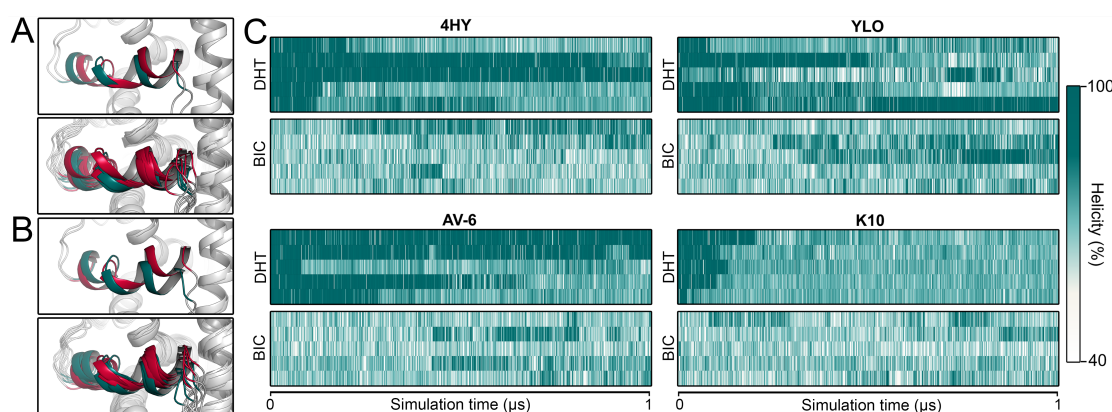 A
B
C
4HY
YLO
DHT
DHT
BIC
BIC
AV-6
K10
DHT
DHT
BIC
BIC
0 Simulation time (µs) 1
0 Simulation time (µs) 1
100
Helicity (%)
40